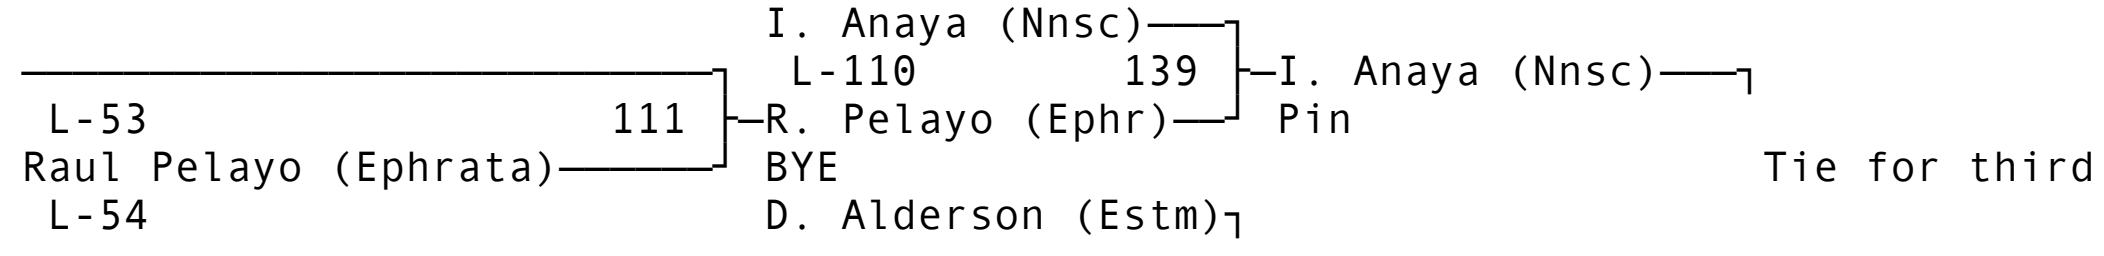 I. Anaya (Nnsc)
L-110 139 I. Anaya (Nnsc)
L-53 111 R. Pelayo (Ephr) Pin
Raul Pelayo (Ephrata) BYE Tie for third
L-54 D. Alderson (Estm)